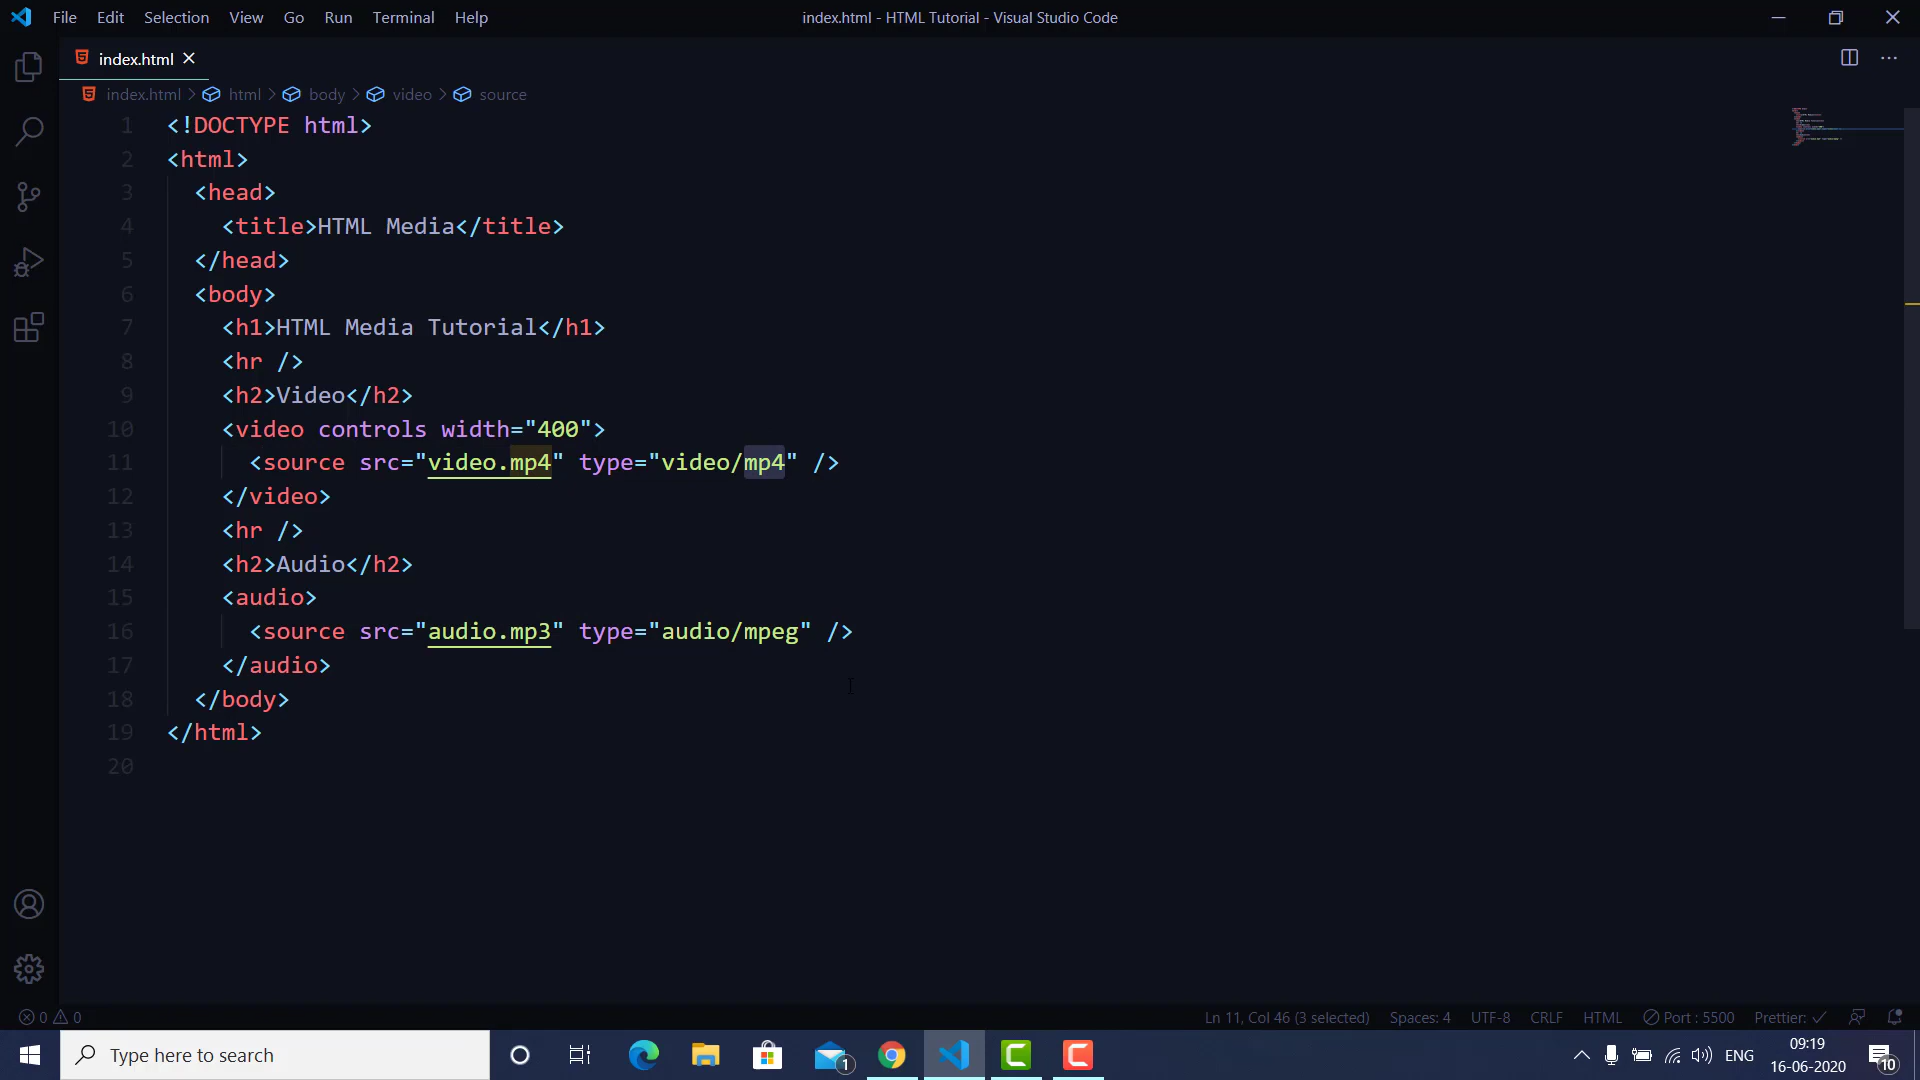 File Edit Selection View Go Run Terminal Help
index.html - HTML Tutorial - Visual Studio Code
index.html
index.html > html > body > video > source
1 <!DOCTYPE html>
2 <html>
3 <head>
4 <title>HTML Media</title>
5 </head>
6 <body>
7 <h1>HTML Media Tutorial</h1>
8 <hr />
9 <h2>Video</h2>
10 <video controls width="400">
11 <source src="video.mp4" type="video/mp4" />
12 </video>
13 <hr />
14 <h2>Audio</h2>
15 <audio>
16 <source src="audio.mp3" type="audio/mpeg" />
17 </audio>
18 </body>
19 </html>
20
0 0 Ln 11, Col 46 (3 selected) Spaces: 4 UTF-8 CRLF HTML Port : 5500 Prettier: ✓
Type here to search
1
ENG
09:19
16-06-2020
10